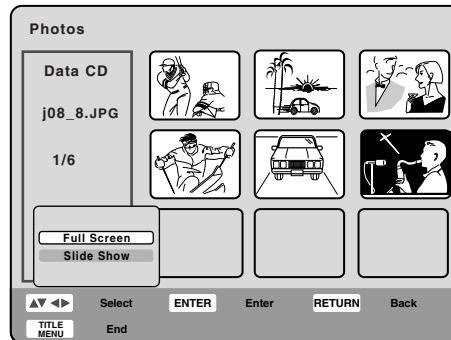 Photos
Data CD
j08_8.JPG
1/6
Full Screen
Slide Show
▲▼ ◀▶ Select ENTER Enter RETURN Back
TITLE MENU End